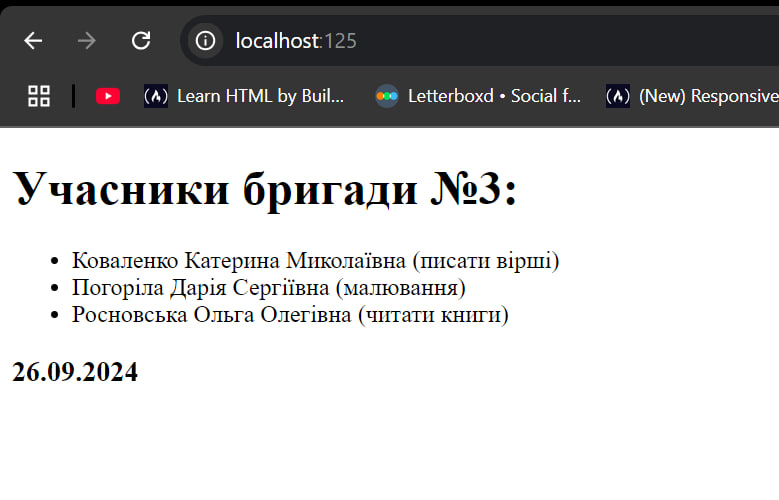 localhost:125
Learn HTML by Buil... Letterboxd • Social f... (New) Responsive
Учасники бригади №3:
• Коваленко Катерина Миколаївна (писати вірші)
• Погоріла Дарія Сергіївна (малювання)
• Росновська Ольга Олегівна (читати книги)
26.09.2024